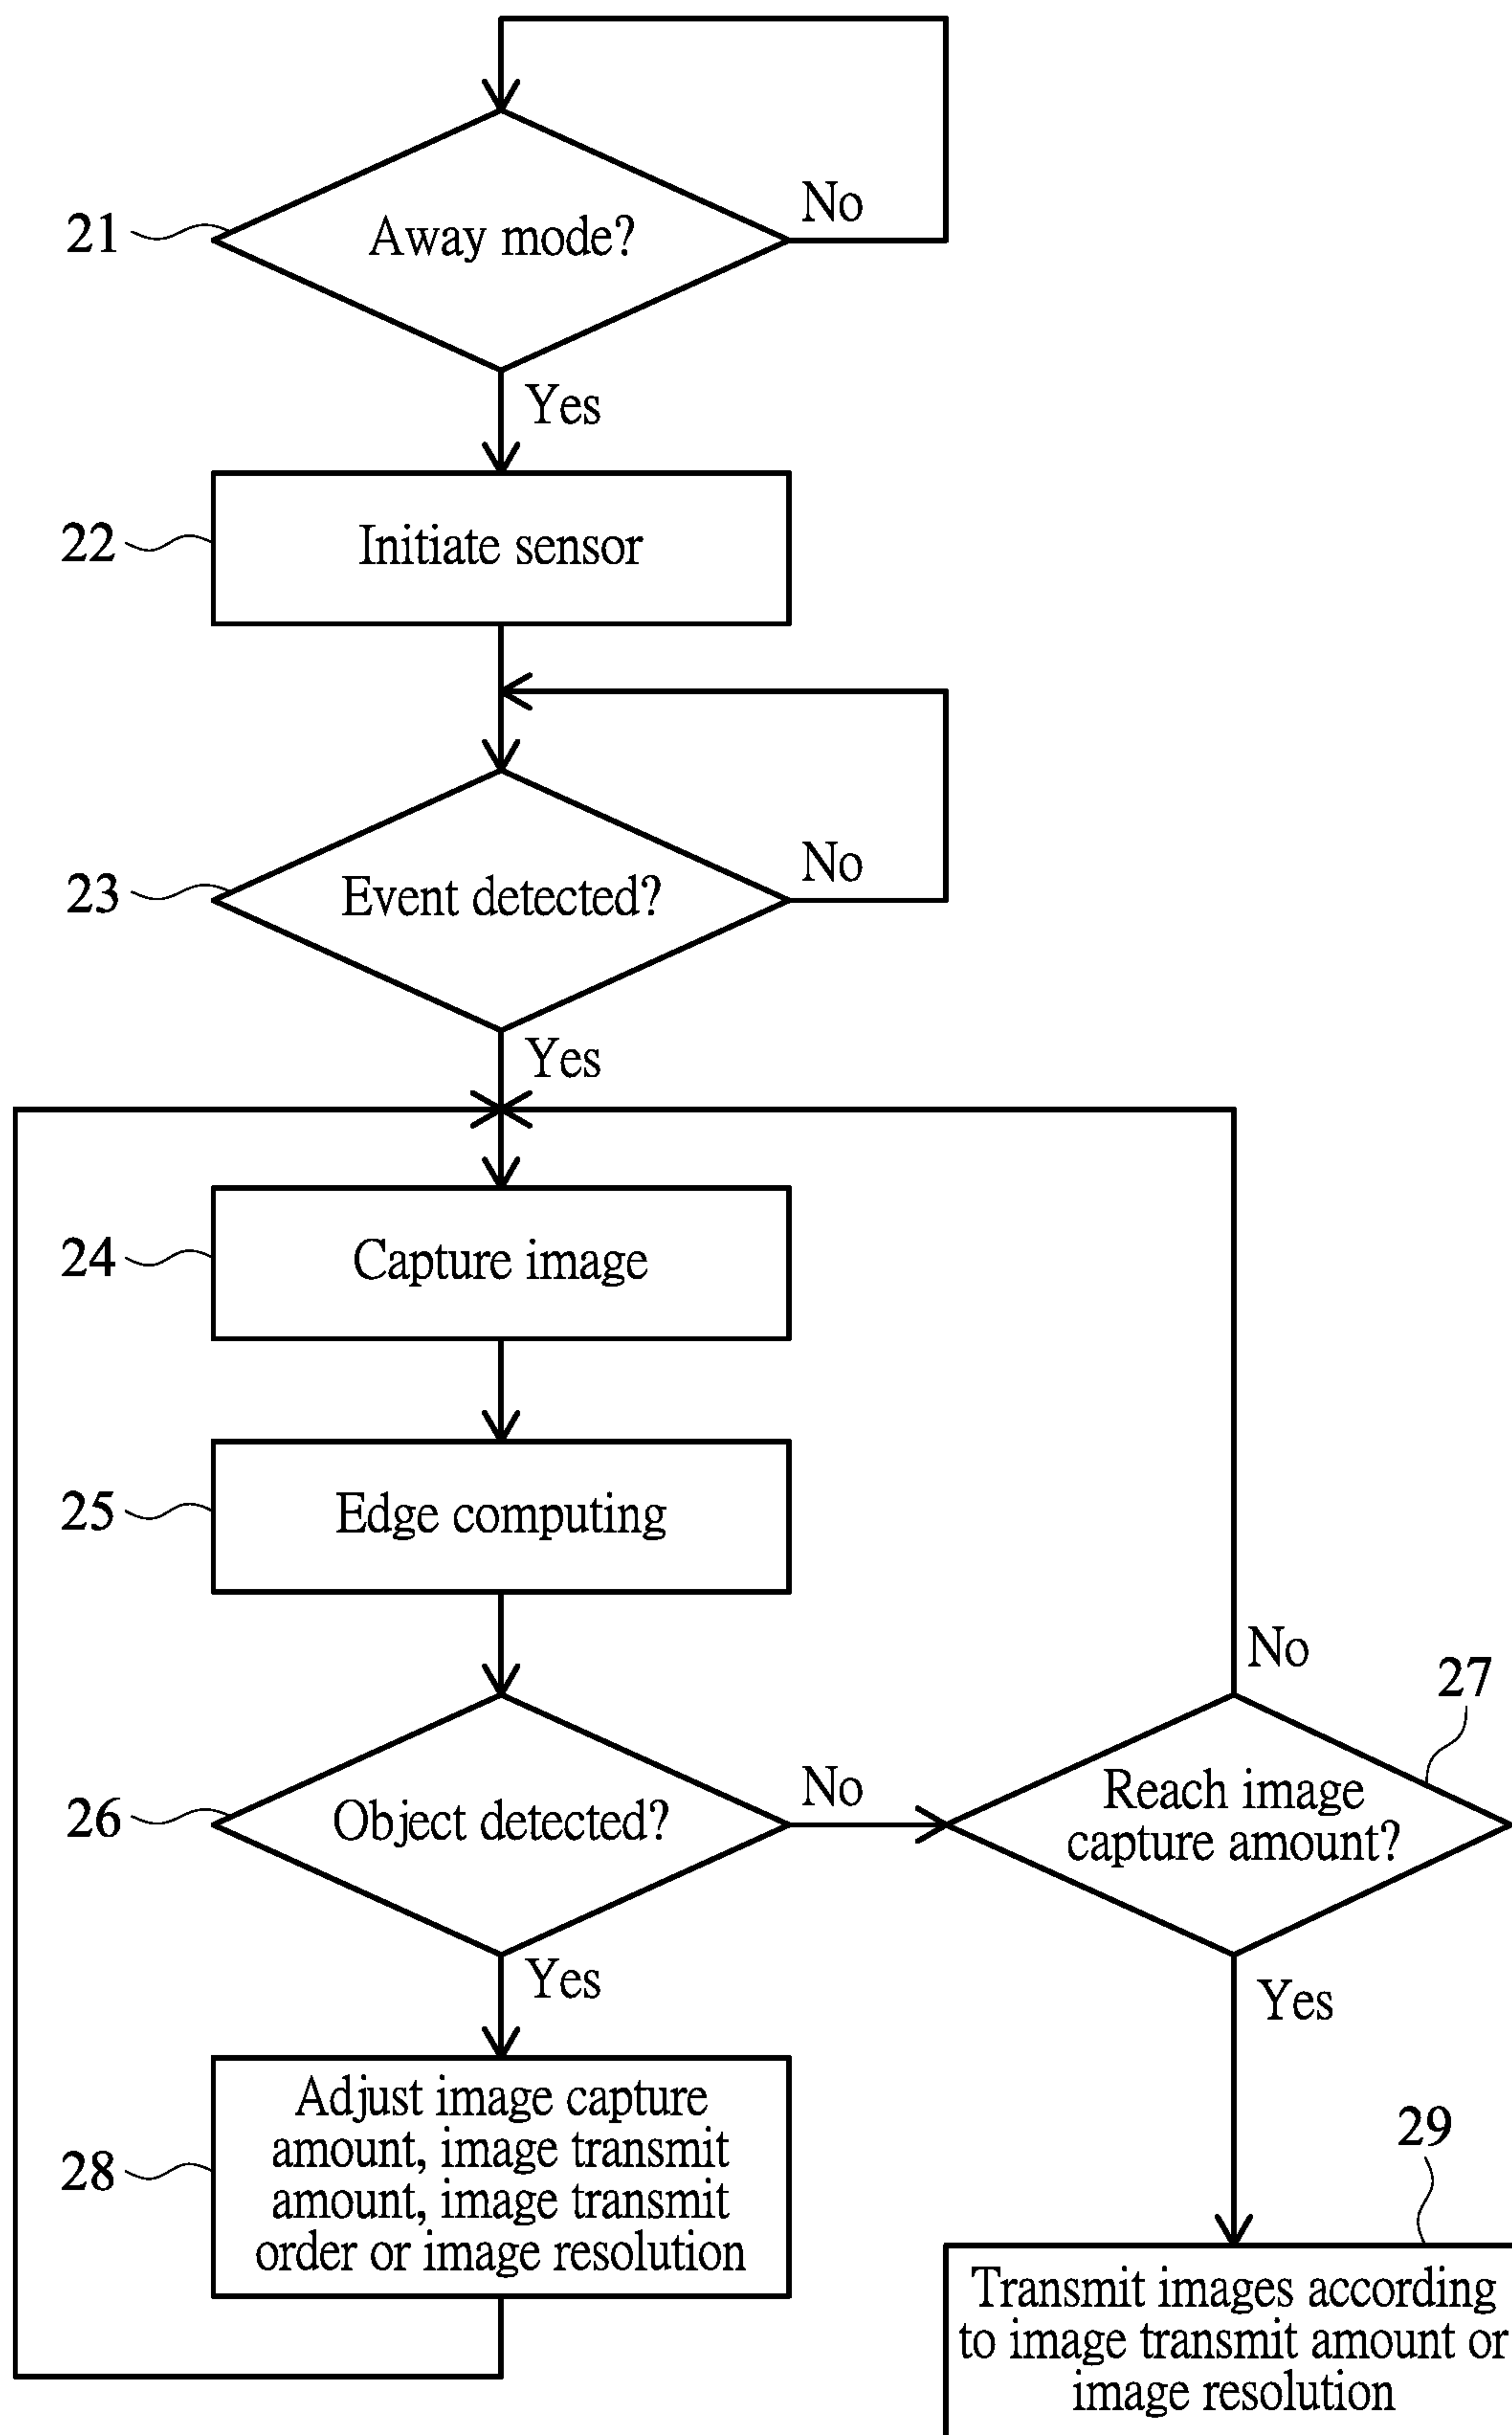 21
Away mode?
No
Yes
22
Initiate sensor
23
Event detected?
No
Yes
24
Capture image
25
Edge computing
26
Object detected?
No
27
Reach image
capture amount?
No
Yes
Yes
28
Adjust image capture
amount, image transmit
amount, image transmit
order or image resolution
29
Transmit images according
to image transmit amount or
image resolution